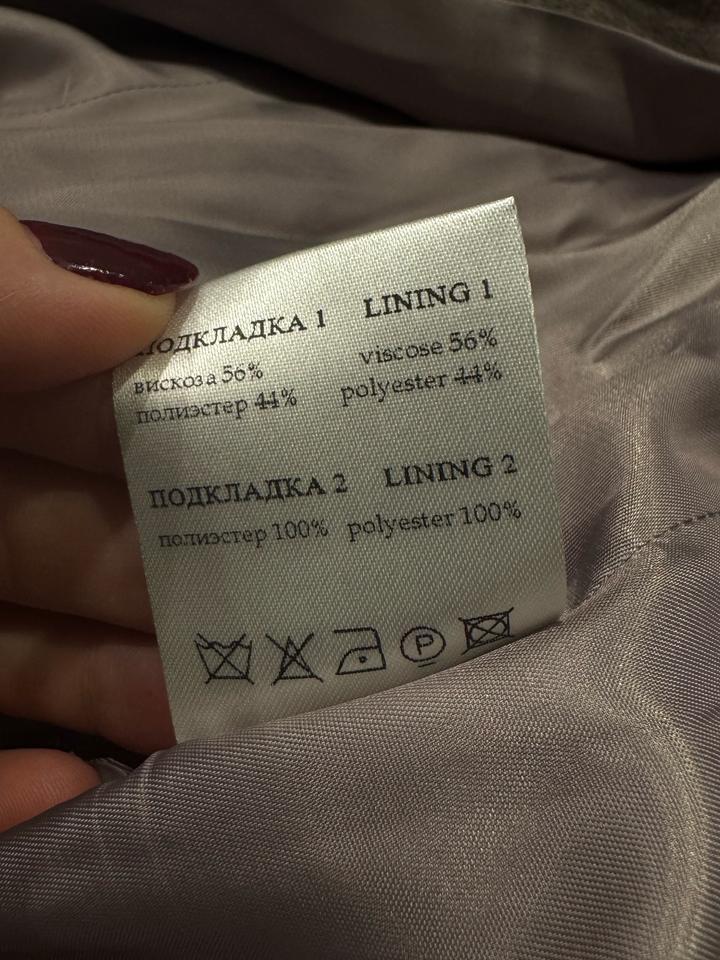 ПОДКЛАДКА 1 LINING 1
вискоза 56% viscose 56%
полиэстер 44% polyester 44%
ПОДКЛАДКА 2 LINING 2
полиэстер 100% polyester 100%
P